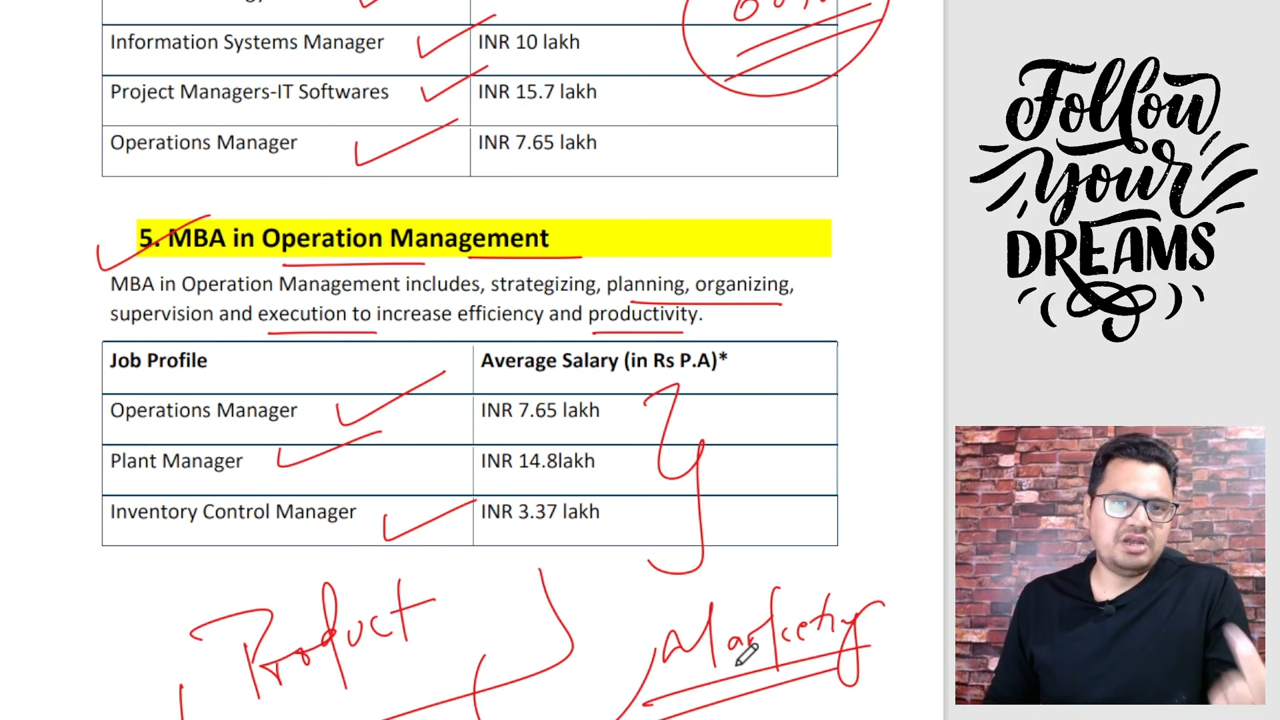 Information Systems Manager INR 10 lakh
Project Managers-IT Softwares INR 15.7 lakh
Operations Manager INR 7.65 lakh
5. MBA in Operation Management
MBA in Operation Management includes, strategizing, planning, organizing,
supervision and execution to increase efficiency and productivity.
Job Profile Average Salary (in Rs P.A)*
Operations Manager INR 7.65 lakh
Plant Manager INR 14.8lakh
Inventory Control Manager INR 3.37 lakh
Product
Marketing
Follow
Your
DREAMS